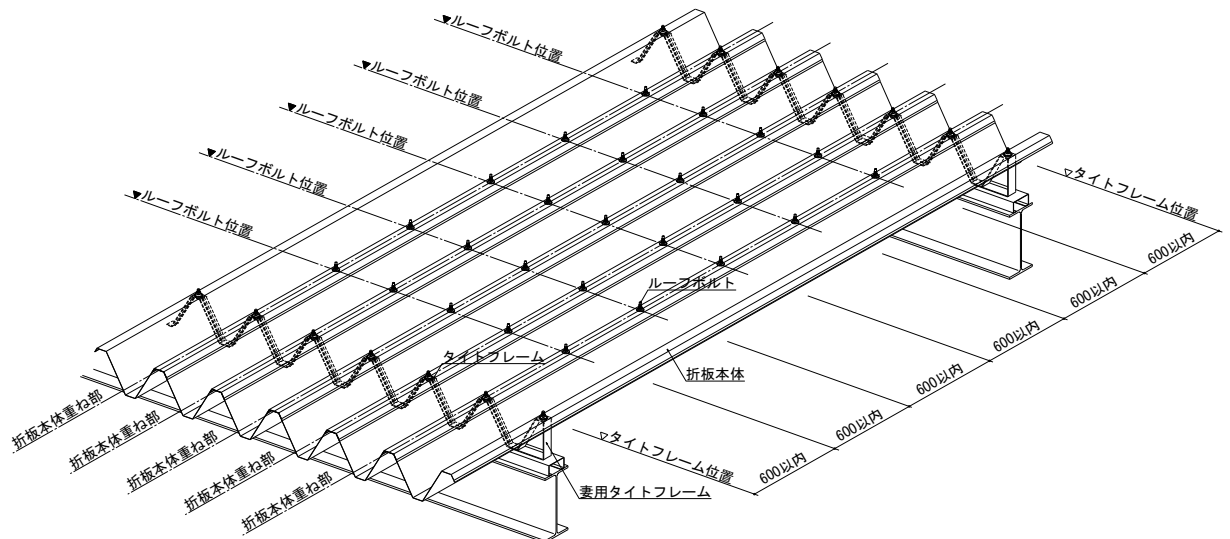 ▼ルーフボルト位置
▼ルーフボルト位置
▼ルーフボルト位置
▼ルーフボルト位置
▼ルーフボルト位置
▽タイトフレーム位置
600以内
600以内
600以内
600以内
600以内
600以内
ルーフボルト
タイトフレーム
折板本体
折板本体重ね部
折板本体重ね部
折板本体重ね部
折板本体重ね部
折板本体重ね部
▽タイトフレーム位置
妻用タイトフレーム